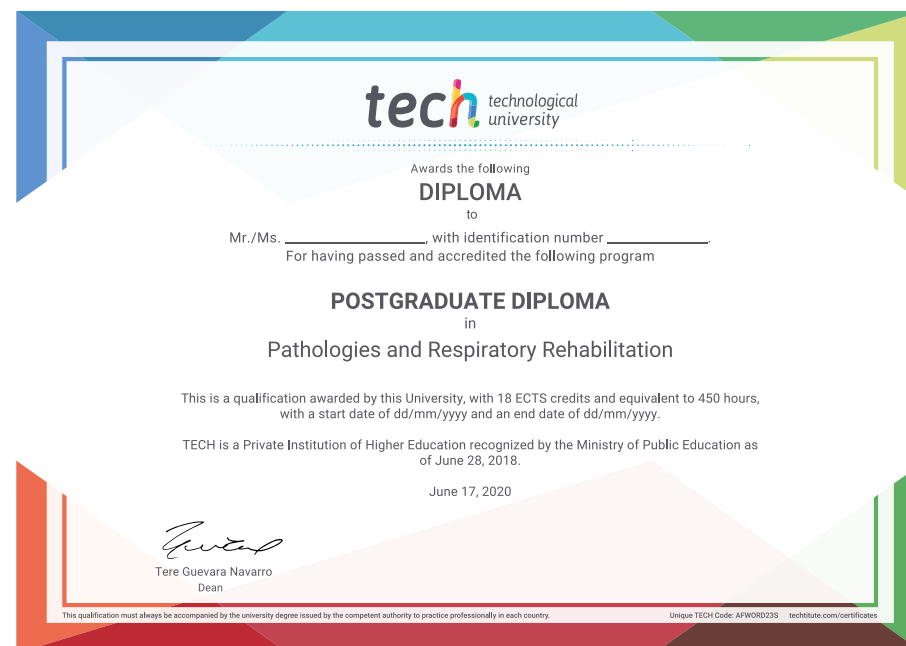 tech technological
university
Awards the following
DIPLOMA
to
Mr./Ms. ____________________, with identification number ______________.
For having passed and accredited the following program
POSTGRADUATE DIPLOMA
in
Pathologies and Respiratory Rehabilitation
This is a qualification awarded by this University, with 18 ECTS credits and equivalent to 450 hours,
with a start date of dd/mm/yyyy and an end date of dd/mm/yyyy.
TECH is a Private Institution of Higher Education recognized by the Ministry of Public Education as
of June 28, 2018.
June 17, 2020
Tere Guevara Navarro
Dean
This qualification must always be accompanied by the university degree issued by the competent authority to practice professionally in each country.
Unique TECH Code: AFWORD23S techtitute.com/certificates